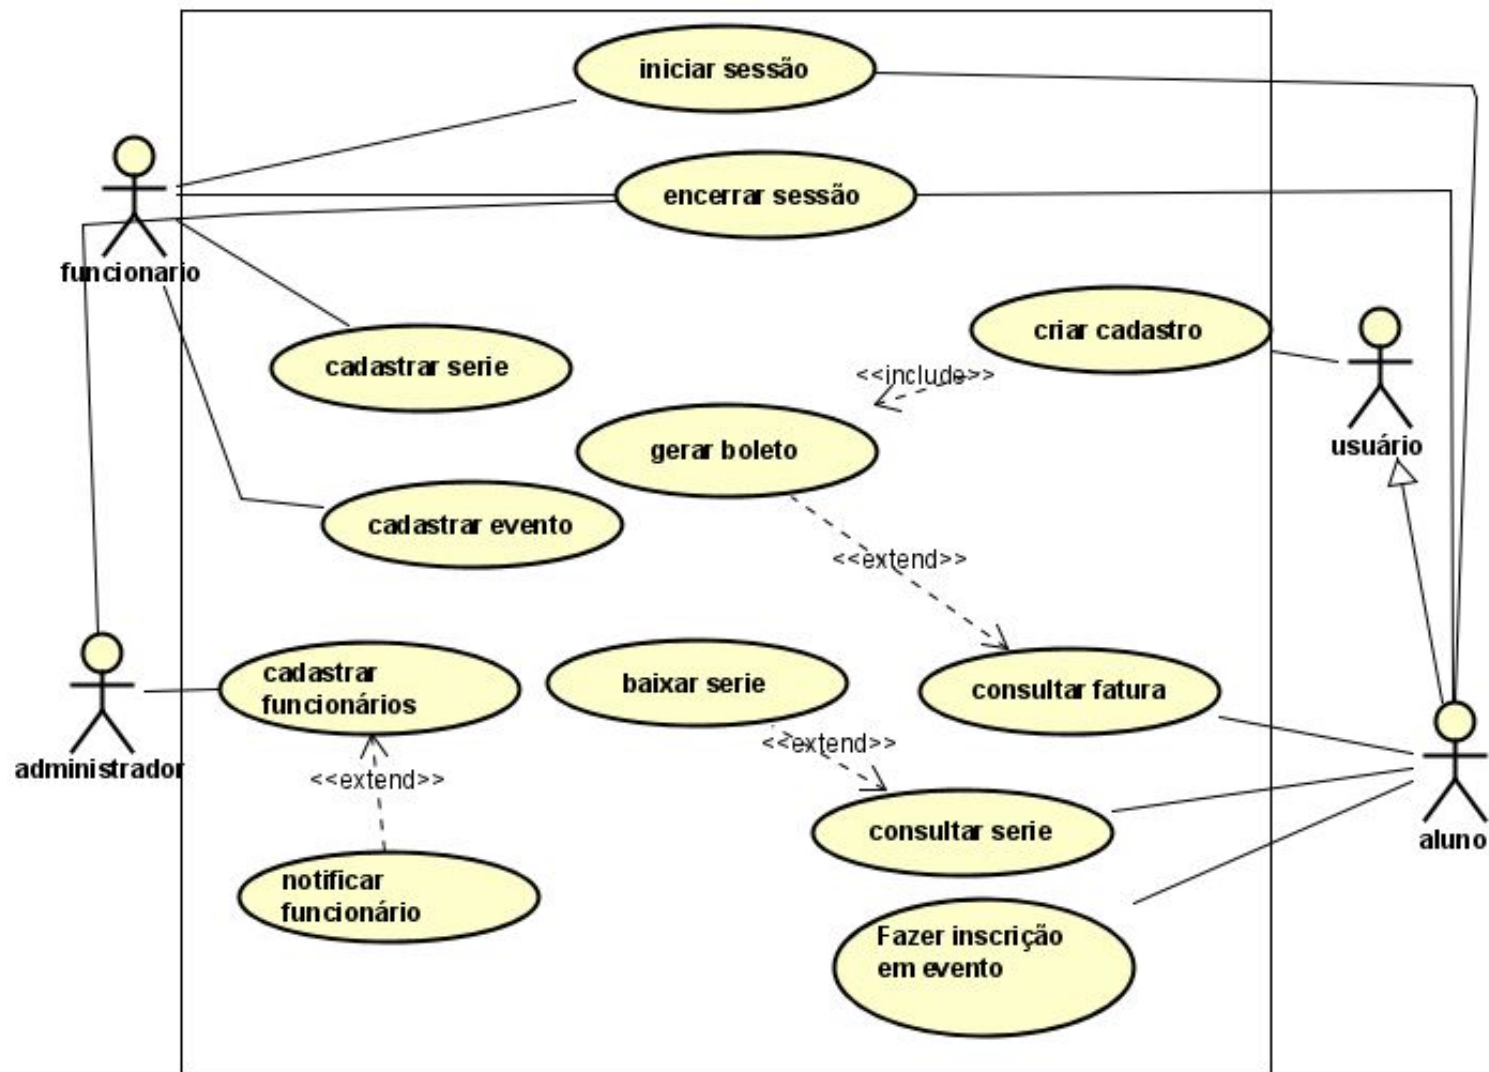 iniciar sessão
encerrar sessão
funcionario
criar cadastro
cadastrar serie
<<include>>
usuário
gerar boleto
cadastrar evento
<<extend>>
cadastrar
funcionários
baixar serie
consultar fatura
<<extend>>
administrador
<<extend>>
consultar serie
aluno
notificar
funcionário
Fazer inscrição
em evento